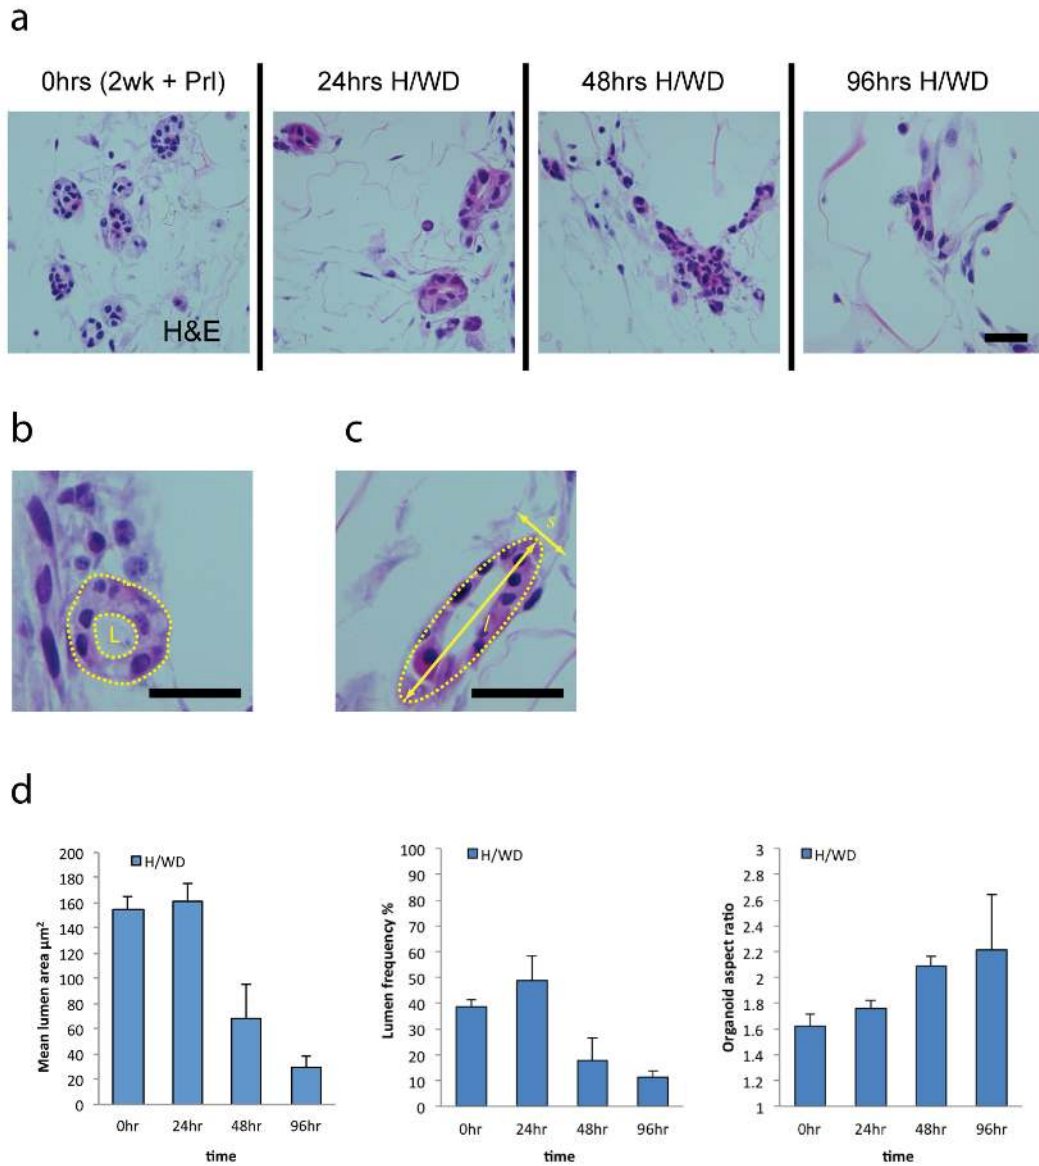 a
0hrs (2wk + Prl)
24hrs H/WD
48hrs H/WD
96hrs H/WD
H&E
b
c
L
s
l
d
Mean lumen area µm²
200
180
160
140
120
100
80
60
40
20
0
H/WD
0hr
24hr
48hr
96hr
time
Lumen frequency %
100
90
80
70
60
50
40
30
20
10
0
H/WD
0hr
24hr
48hr
96hr
time
Organoid aspect ratio
3
2.8
2.6
2.4
2.2
2
1.8
1.6
1.4
1.2
1
H/WD
0hr
24hr
48hr
96hr
time